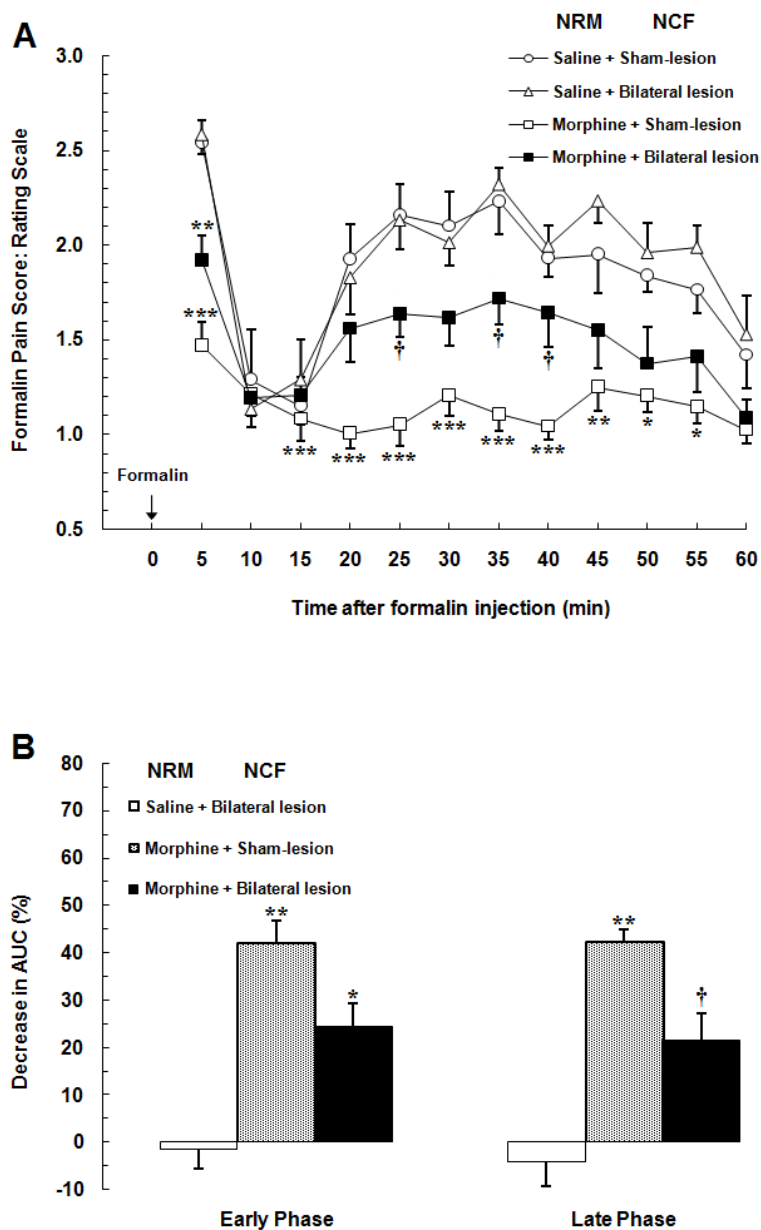 A
NRM NCF
Saline + Sham-lesion
Saline + Bilateral lesion
Morphine + Sham-lesion
Morphine + Bilateral lesion
Formalin Pain Score: Rating Scale
3.0
2.5
2.0
1.5
1.0
0.5
**
***
† † †
*** *** *** *** *** *** ** * *
Formalin
0 5 10 15 20 25 30 35 40 45 50 55 60
Time after formalin injection (min)
B
NRM NCF
Saline + Bilateral lesion
Morphine + Sham-lesion
Morphine + Bilateral lesion
Decrease in AUC (%)
80
70
60
50
40
30
20
10
0
-10
** *
** †
Early Phase Late Phase